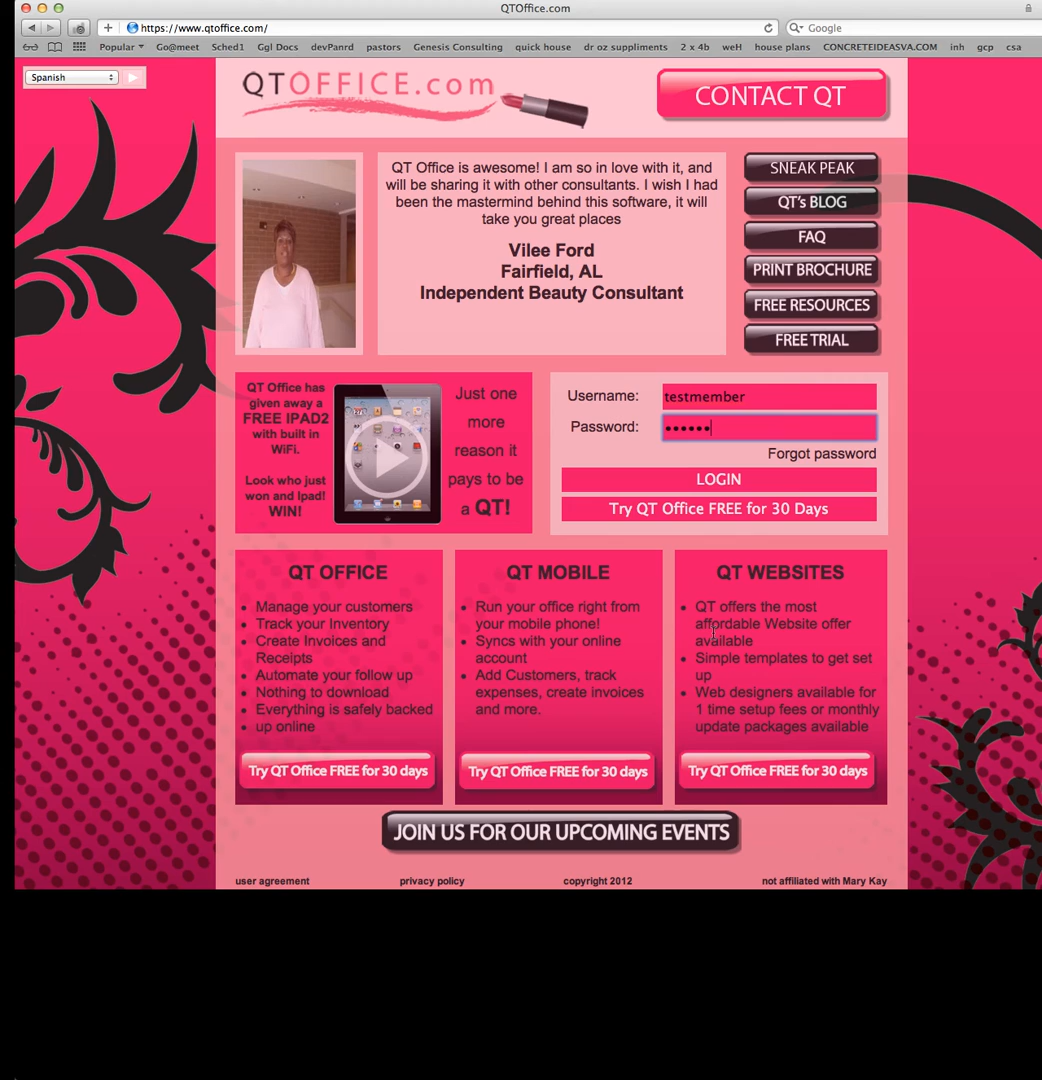 QTOffice.com
https://www.qtoffice.com/
Google
Popular Go@meet Sched1 Ggl Docs devPanrd pastors Genesis Consulting quick house dr oz suppliments 2 x 4b weH house plans CONCRETEIDEASVA.COM inh gcp csa
Spanish
QTOFFICE.com
CONTACT QT
QT Office is awesome! I am so in love with it, and
will be sharing it with other consultants. I wish I had
been the mastermind behind this software, it will
take you great places
Vilee Ford
Fairfield, AL
Independent Beauty Consultant
SNEAK PEAK
QT's BLOG
FAQ
PRINT BROCHURE
FREE RESOURCES
FREE TRIAL
QT Office has
given away a
FREE IPAD2
with built in
WiFi.
Look who just
won and Ipad!
WIN!
Just one
more
reason it
pays to be
a QT!
Username: testmember
Password: ••••••
Forgot password
LOGIN
Try QT Office FREE for 30 Days
QT OFFICE
• Manage your customers
• Track your Inventory
• Create Invoices and
Receipts
• Automate your follow up
• Nothing to download
• Everything is safely backed
• up online
Try QT Office FREE for 30 days
QT MOBILE
• Run your office right from
your mobile phone!
• Syncs with your online
account
• Add Customers, track
expenses, create invoices
and more.
Try QT Office FREE for 30 days
QT WEBSITES
• QT offers the most
affordable Website offer
available
• Simple templates to get set
up
• Web designers available for
1 time setup fees or monthly
update packages available
Try QT Office FREE for 30 days
JOIN US FOR OUR UPCOMING EVENTS
user agreement privacy policy copyright 2012 not affiliated with Mary Kay